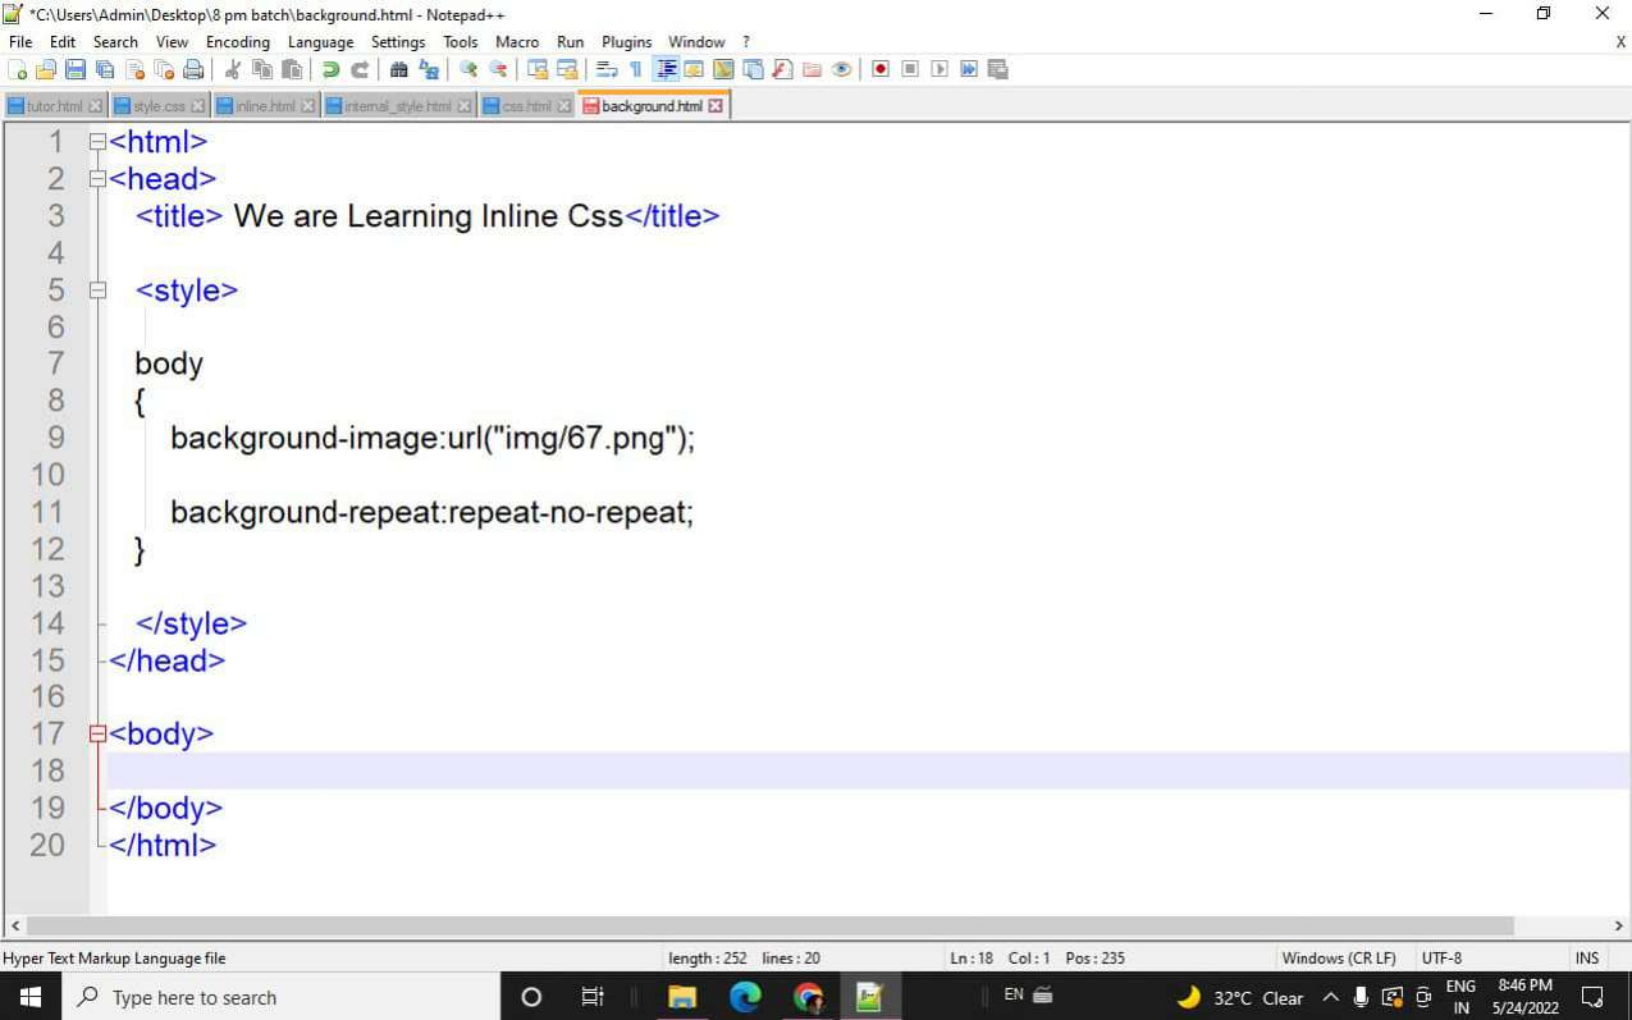 *C:\Users\Admin\Desktop\8 pm batch\background.html - Notepad++
File Edit Search View Encoding Language Settings Tools Macro Run Plugins Window ?
X
tutor.html style.css inline.html internal_style.html css.html background.html
1 <html>
2 <head>
3 <title> We are Learning Inline Css</title>
4
5 <style>
6
7 body
8 {
9 background-image:url("img/67.png");
10
11 background-repeat:repeat-no-repeat;
12 }
13
14 </style>
15 </head>
16
17 <body>
18
19 </body>
20 </html>
Hyper Text Markup Language file length : 252 lines : 20 Ln : 18 Col : 1 Pos : 235 Windows (CR LF) UTF-8 INS
Type here to search
EN
32°C Clear
ENG
IN
8:46 PM
5/24/2022